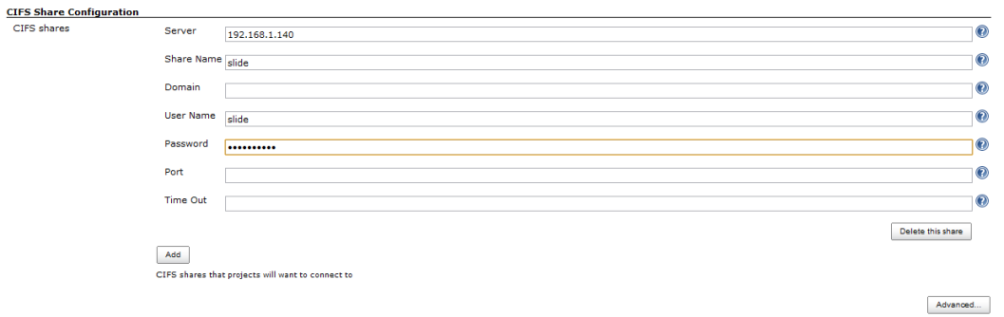 CIFS Share Configuration
CIFS shares
Server 192.168.1.140
Share Name slide
Domain
User Name slide
Password ••••••••••
Port
Time Out
Delete this share
Add
CIFS shares that projects will want to connect to
Advanced...